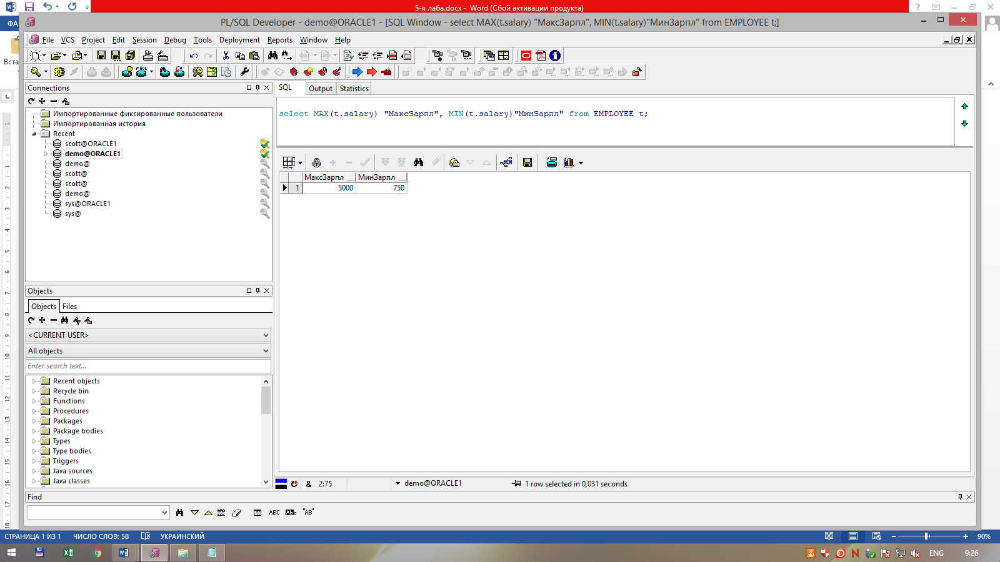 5-я лаба.docx - Word (Сбой активации продукта)
ФА
PL/SQL Developer - demo@ORACLE1 - [SQL Window - select MAX(t.salary) "МаксЗарпл", MIN(t.salary)"МинЗарпл" from EMPLOYEE t;]
File VCS Project Edit Session Debug Tools Deployment Reports Window Help
Вста
Connections
Импортированные фиксированные пользователи
Импортированная история
Recent
scott@ORACLE1
demo@ORACLE1
demo@
scott@
scott@
demo@
sys@ORACLE1
sys@
SQL Output Statistics
select MAX(t.salary) "МаксЗарпл", MIN(t.salary)"МинЗарпл" from EMPLOYEE t;
МаксЗарпл МинЗарпл
1 5000 750
Objects
Objects Files
<CURRENT USER>
All objects
Enter search text...
Recent objects
Recycle bin
Functions
Procedures
Packages
Package bodies
Types
Type bodies
Triggers
Java sources
Java classes
& 2:75 demo@ORACLE1 1 row selected in 0,031 seconds
Find
ABC "AB"
СТРАНИЦА 1 ИЗ 1 ЧИСЛО СЛОВ: 58 УКРАИНСКИЙ 90%
ENG 9:26